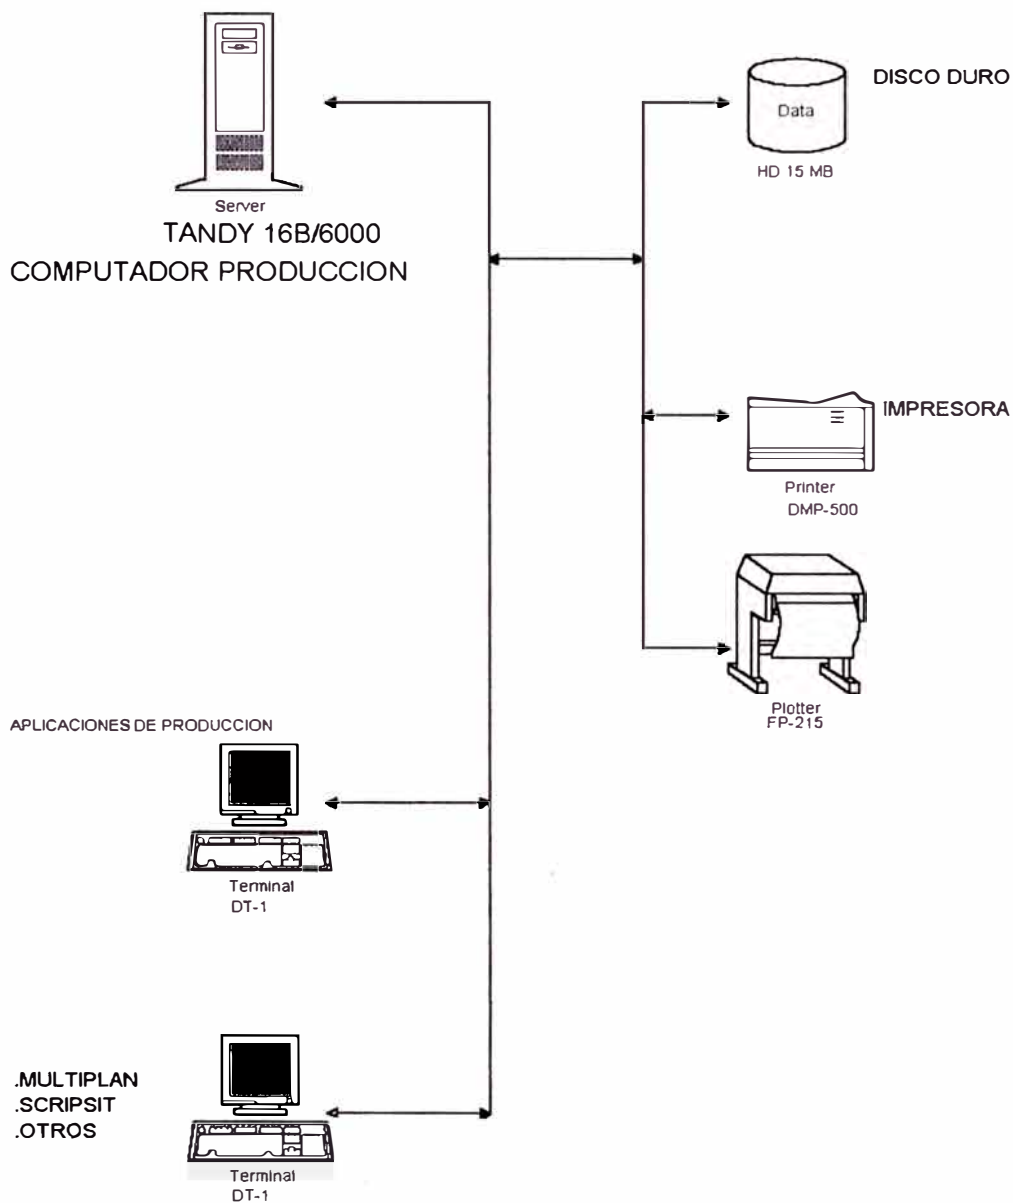 Server
TANDY 16B/6000
COMPUTADOR PRODUCCION
DISCO DURO
Data
HD 15 MB
IMPRESORA
Printer
DMP-500
Plotter
FP-215
APLICACIONES DE PRODUCCION
Terminal
DT-1
.MULTIPLAN
.SCRIPSIT
.OTROS
Terminal
DT-1